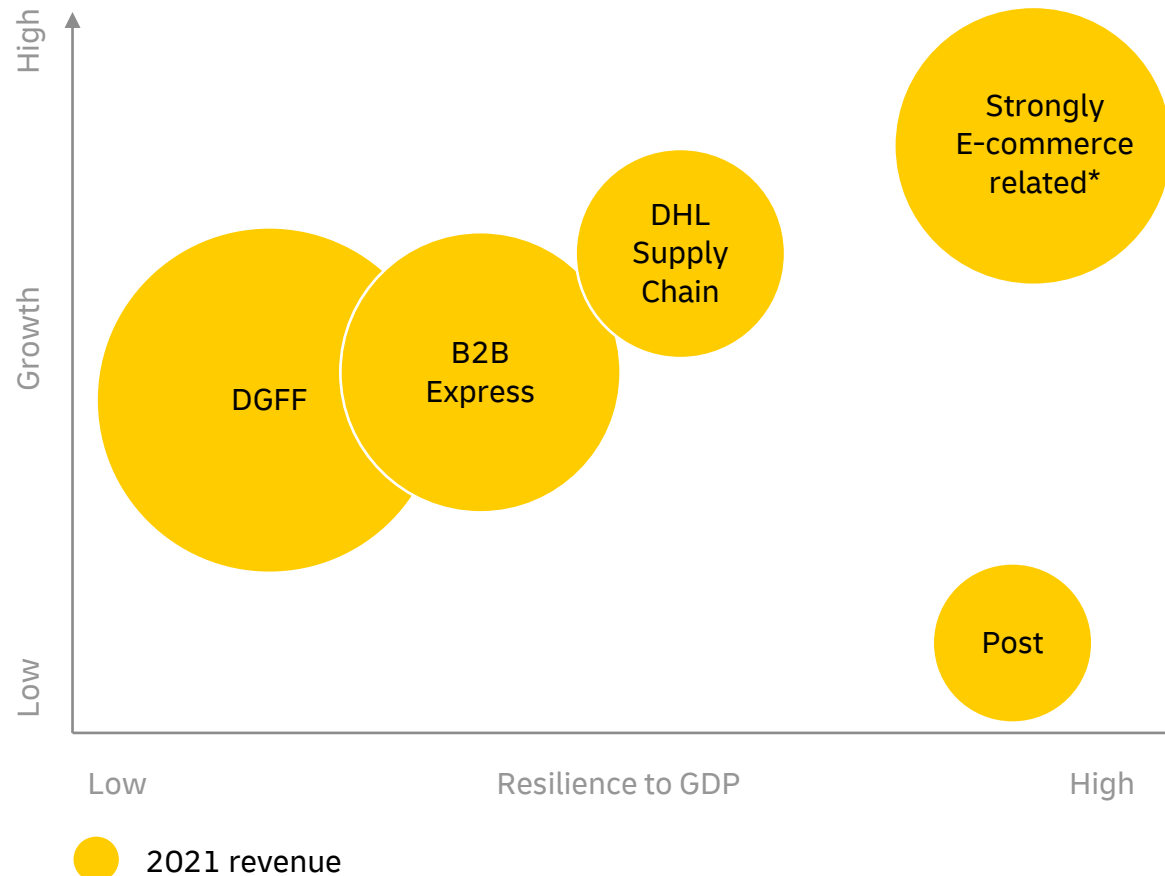 High
Growth
Low
Strongly
E-commerce
related*
DHL
Supply
Chain
B2B
Express
DGFF
Post
Low
Resilience to GDP
High
2021 revenue